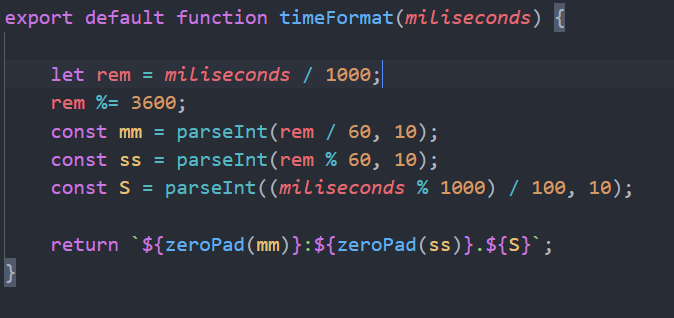 export default function timeFormat(miliseconds) {
let rem = miliseconds / 1000;
rem %= 3600;
const mm = parseInt(rem / 60, 10);
const ss = parseInt(rem % 60, 10);
const S = parseInt((miliseconds % 1000) / 100, 10);
return `${zeroPad(mm)}:${zeroPad(ss)}.${S}`;
}